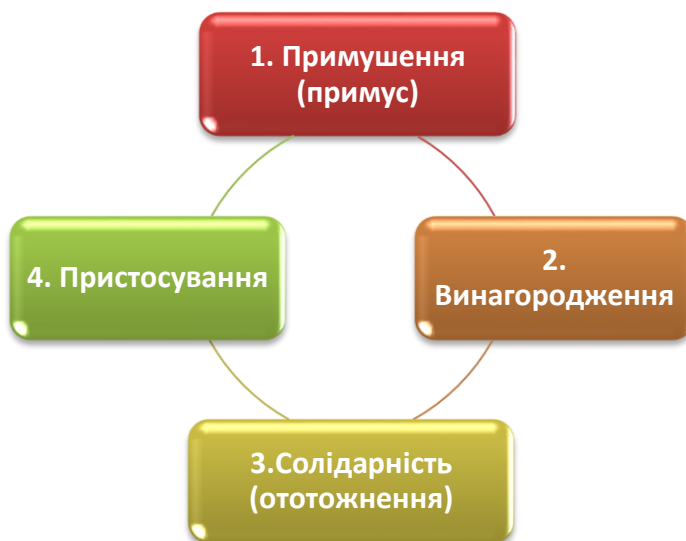 1. Примушення
(примус)
2.
Винагородження
3.Солідарність
(ототожнення)
4. Пристосування